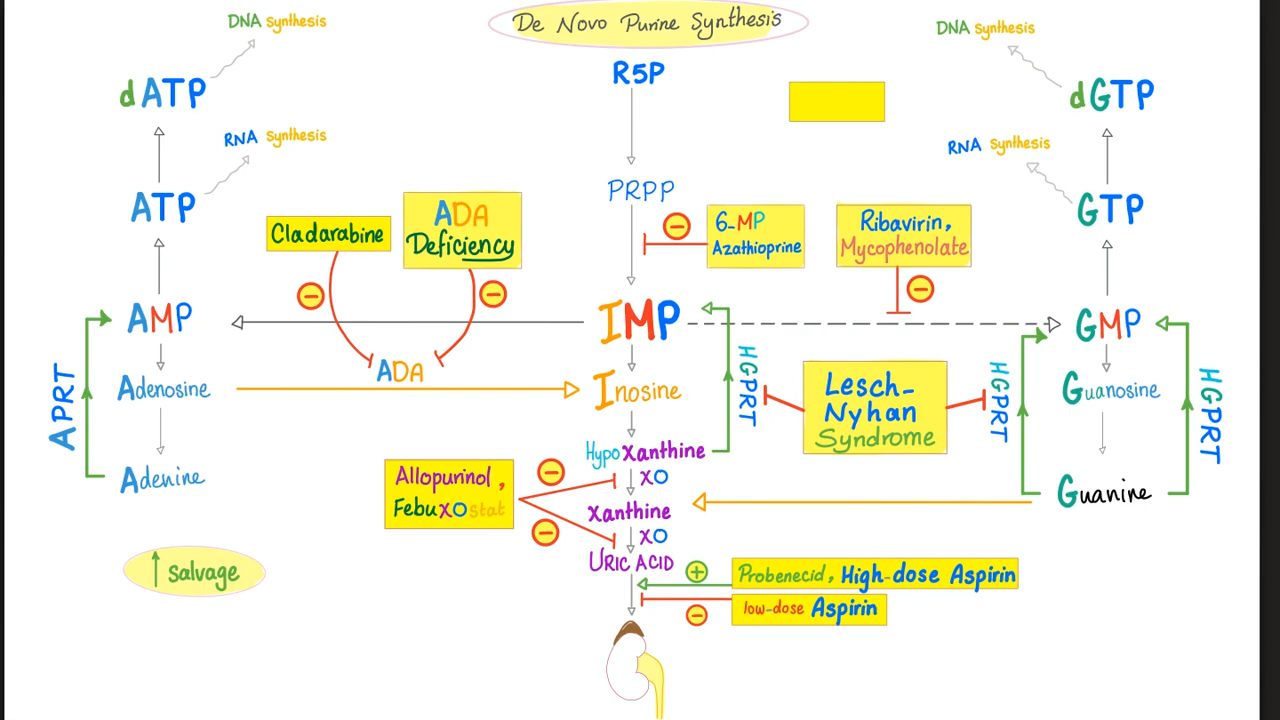 De Novo Purine Synthesis
DNA synthesis
DNA synthesis
R5P
dATP
dGTP
RNA synthesis
RNA synthesis
PRPP
ATP
GTP
Cladarabine
ADA
Deficiency
6-MP
Azathioprine
Ribavirin,
Mycophenolate
AMP
IMP
GMP
ADA
Adenosine
Inosine
Guanosine
APRT
HGPRT
HGPRT
HGPRT
Lesch-
Nyhan
Syndrome
Hypoxanthine
XO
Adenine
Guanine
Allopurinol,
Febuxostat
Xanthine
XO
URIC ACID
↑ Salvage
Probenecid, High-dose Aspirin
low-dose Aspirin